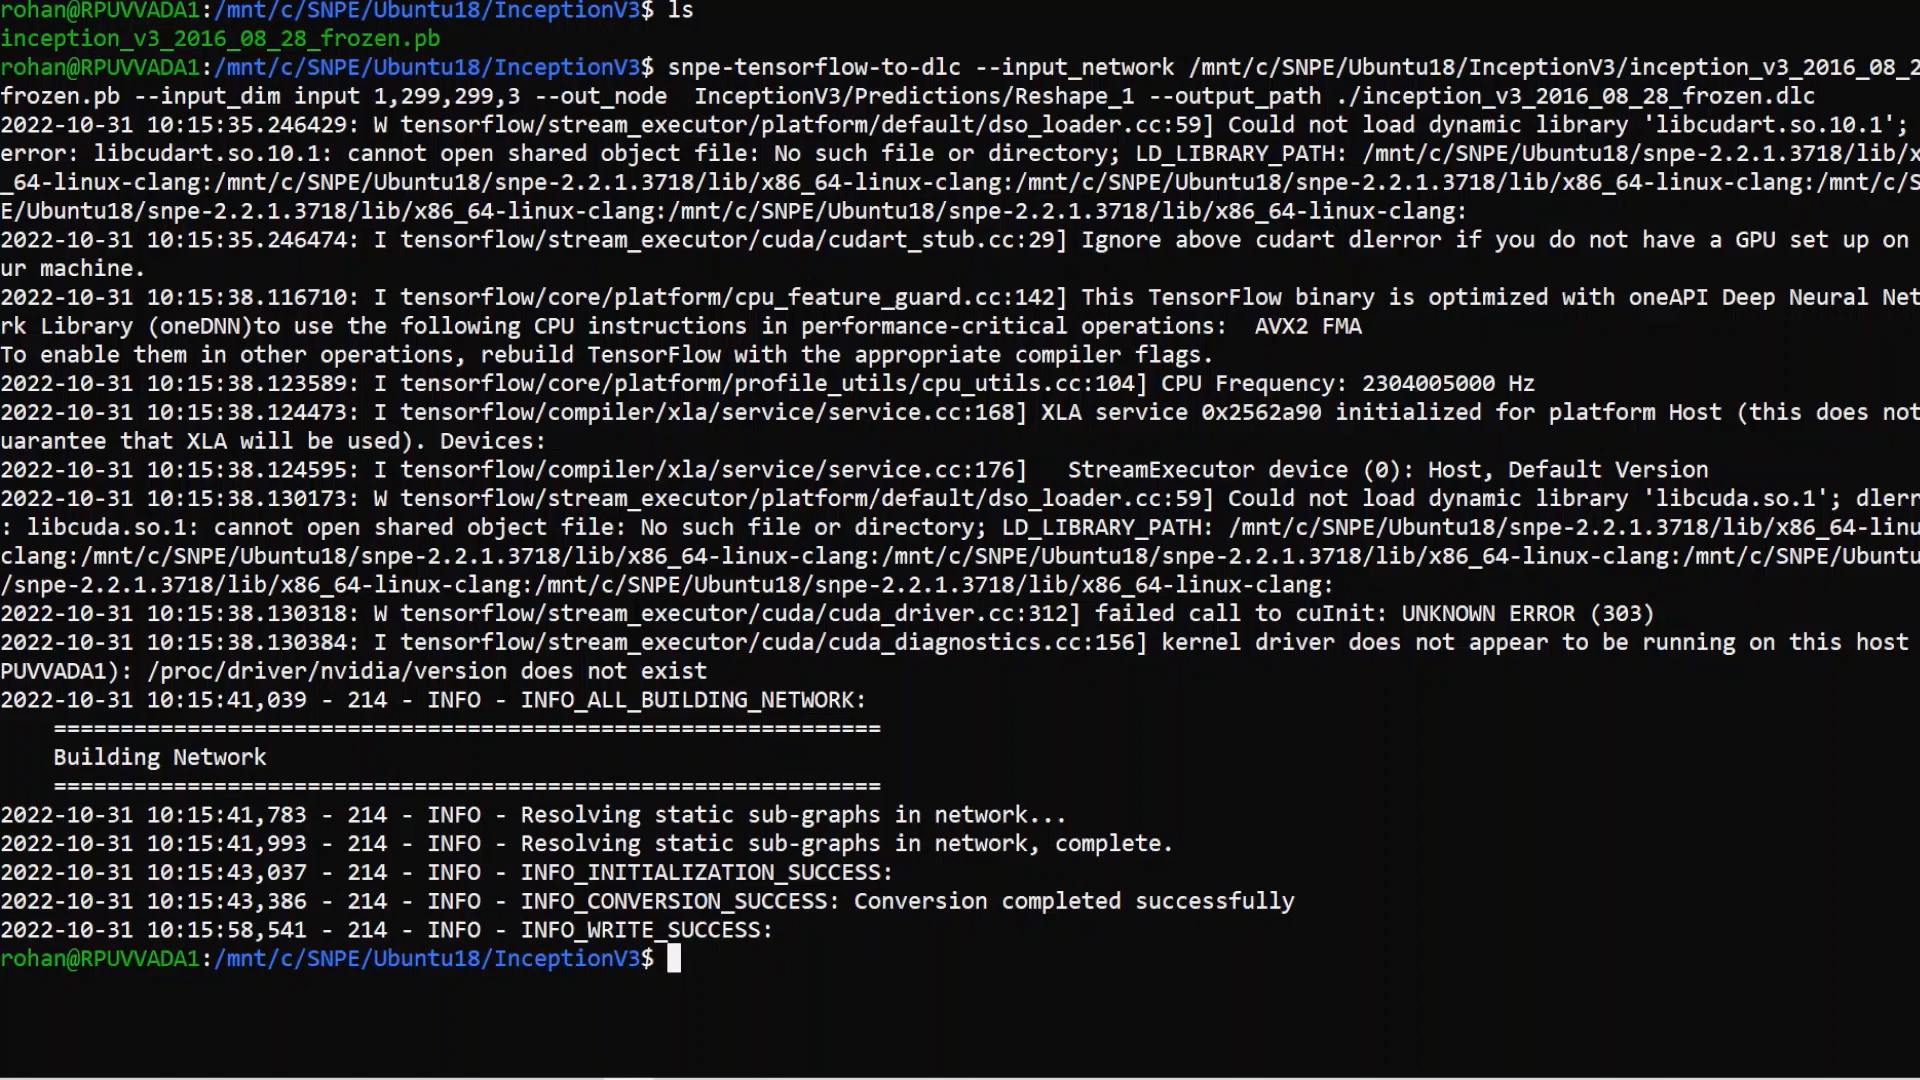 rohan@RPUVVADA1:/mnt/c/SNPE/Ubuntu18/InceptionV3$ ls
inception_v3_2016_08_28_frozen.pb
rohan@RPUVVADA1:/mnt/c/SNPE/Ubuntu18/InceptionV3$ snpe-tensorflow-to-dlc --input_network /mnt/c/SNPE/Ubuntu18/InceptionV3/inception_v3_2016_08_2
frozen.pb --input_dim input 1,299,299,3 --out_node  InceptionV3/Predictions/Reshape_1 --output_path ./inception_v3_2016_08_28_frozen.dlc
2022-10-31 10:15:35.246429: W tensorflow/stream_executor/platform/default/dso_loader.cc:59] Could not load dynamic library 'libcudart.so.10.1';
error: libcudart.so.10.1: cannot open shared object file: No such file or directory; LD_LIBRARY_PATH: /mnt/c/SNPE/Ubuntu18/snpe-2.2.1.3718/lib/x
_64-linux-clang:/mnt/c/SNPE/Ubuntu18/snpe-2.2.1.3718/lib/x86_64-linux-clang:/mnt/c/SNPE/Ubuntu18/snpe-2.2.1.3718/lib/x86_64-linux-clang:/mnt/c/S
E/Ubuntu18/snpe-2.2.1.3718/lib/x86_64-linux-clang:/mnt/c/SNPE/Ubuntu18/snpe-2.2.1.3718/lib/x86_64-linux-clang:
2022-10-31 10:15:35.246474: I tensorflow/stream_executor/cuda/cudart_stub.cc:29] Ignore above cudart dlerror if you do not have a GPU set up on
ur machine.
2022-10-31 10:15:38.116710: I tensorflow/core/platform/cpu_feature_guard.cc:142] This TensorFlow binary is optimized with oneAPI Deep Neural Net
rk Library (oneDNN)to use the following CPU instructions in performance-critical operations:  AVX2 FMA
To enable them in other operations, rebuild TensorFlow with the appropriate compiler flags.
2022-10-31 10:15:38.123589: I tensorflow/core/platform/profile_utils/cpu_utils.cc:104] CPU Frequency: 2304005000 Hz
2022-10-31 10:15:38.124473: I tensorflow/compiler/xla/service/service.cc:168] XLA service 0x2562a90 initialized for platform Host (this does not
uarantee that XLA will be used). Devices:
2022-10-31 10:15:38.124595: I tensorflow/compiler/xla/service/service.cc:176]   StreamExecutor device (0): Host, Default Version
2022-10-31 10:15:38.130173: W tensorflow/stream_executor/platform/default/dso_loader.cc:59] Could not load dynamic library 'libcuda.so.1'; dlerr
: libcuda.so.1: cannot open shared object file: No such file or directory; LD_LIBRARY_PATH: /mnt/c/SNPE/Ubuntu18/snpe-2.2.1.3718/lib/x86_64-linu
clang:/mnt/c/SNPE/Ubuntu18/snpe-2.2.1.3718/lib/x86_64-linux-clang:/mnt/c/SNPE/Ubuntu18/snpe-2.2.1.3718/lib/x86_64-linux-clang:/mnt/c/SNPE/Ubuntu
/snpe-2.2.1.3718/lib/x86_64-linux-clang:/mnt/c/SNPE/Ubuntu18/snpe-2.2.1.3718/lib/x86_64-linux-clang:
2022-10-31 10:15:38.130318: W tensorflow/stream_executor/cuda/cuda_driver.cc:312] failed call to cuInit: UNKNOWN ERROR (303)
2022-10-31 10:15:38.130384: I tensorflow/stream_executor/cuda/cuda_diagnostics.cc:156] kernel driver does not appear to be running on this host
PUVVADA1): /proc/driver/nvidia/version does not exist
2022-10-31 10:15:41,039 - 214 - INFO - INFO_ALL_BUILDING_NETWORK:
==============================================================
Building Network
==============================================================
2022-10-31 10:15:41,783 - 214 - INFO - Resolving static sub-graphs in network...
2022-10-31 10:15:41,993 - 214 - INFO - Resolving static sub-graphs in network, complete.
2022-10-31 10:15:43,037 - 214 - INFO - INFO_INITIALIZATION_SUCCESS:
2022-10-31 10:15:43,386 - 214 - INFO - INFO_CONVERSION_SUCCESS: Conversion completed successfully
2022-10-31 10:15:58,541 - 214 - INFO - INFO_WRITE_SUCCESS:
rohan@RPUVVADA1:/mnt/c/SNPE/Ubuntu18/InceptionV3$